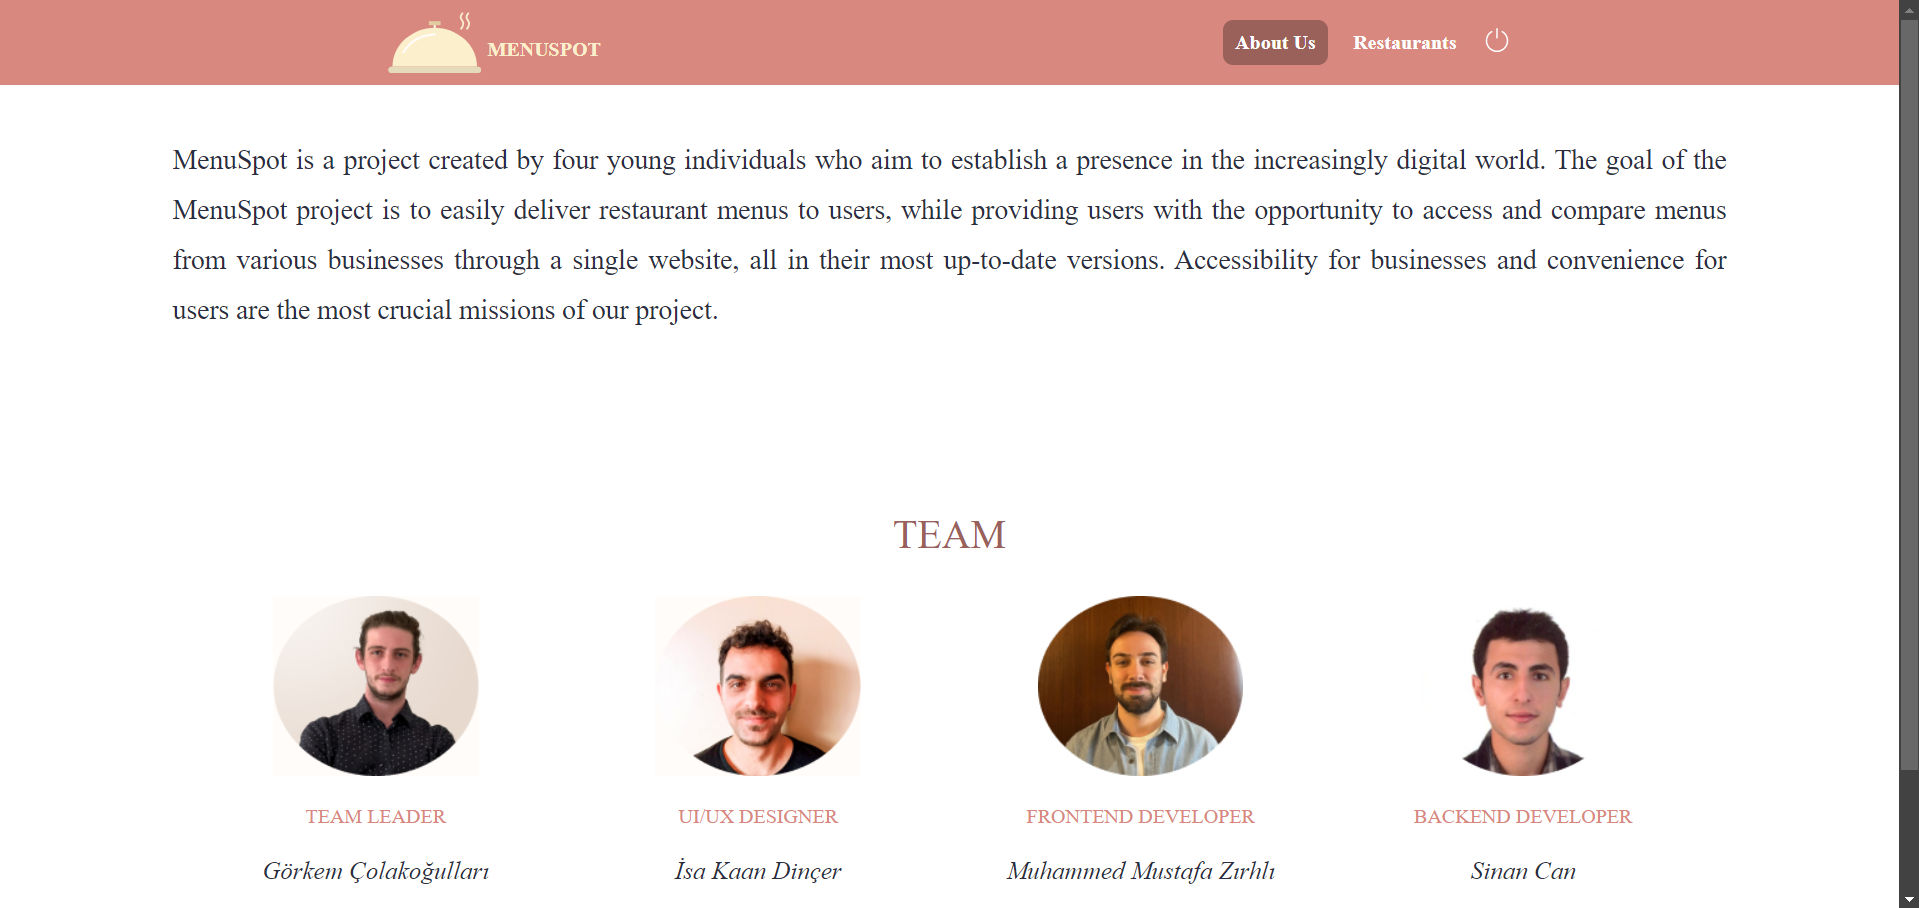 MENUSPOT
About Us
Restaurants
MenuSpot is a project created by four young individuals who aim to establish a presence in the increasingly digital world. The goal of the
MenuSpot project is to easily deliver restaurant menus to users, while providing users with the opportunity to access and compare menus
from various businesses through a single website, all in their most up-to-date versions. Accessibility for businesses and convenience for
users are the most crucial missions of our project.
TEAM
TEAM LEADER
Görkem Çolakoğulları
UI/UX DESIGNER
İsa Kaan Dinçer
FRONTEND DEVELOPER
Muhammed Mustafa Zırhlı
BACKEND DEVELOPER
Sinan Can